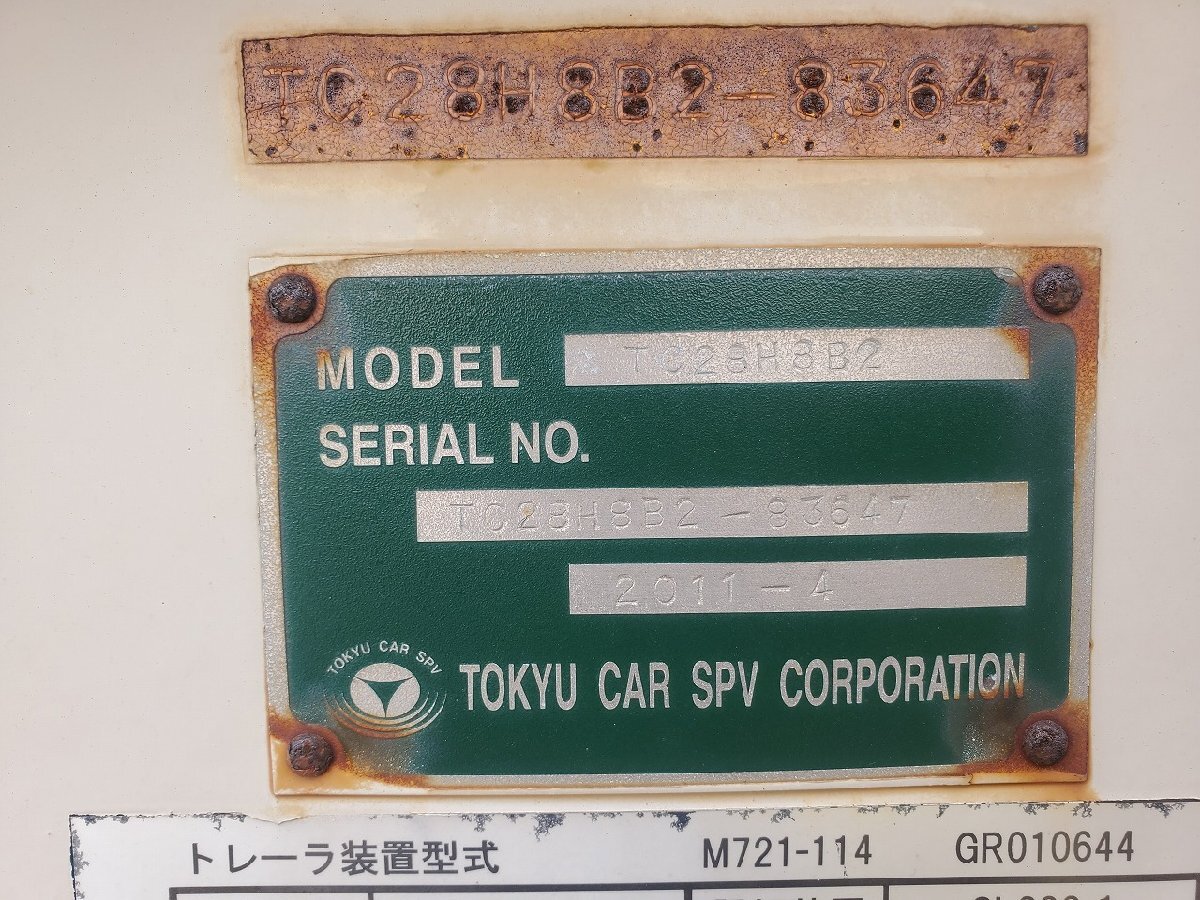 TC28H8B2-83647
MODEL TC28H8B2
SERIAL NO.
TC28H8B2-83647
2011-4
TOKYU CAR SPV
TOKYU CAR SPV CORPORATION
トレーラ装置型式 M721-114 GR010644